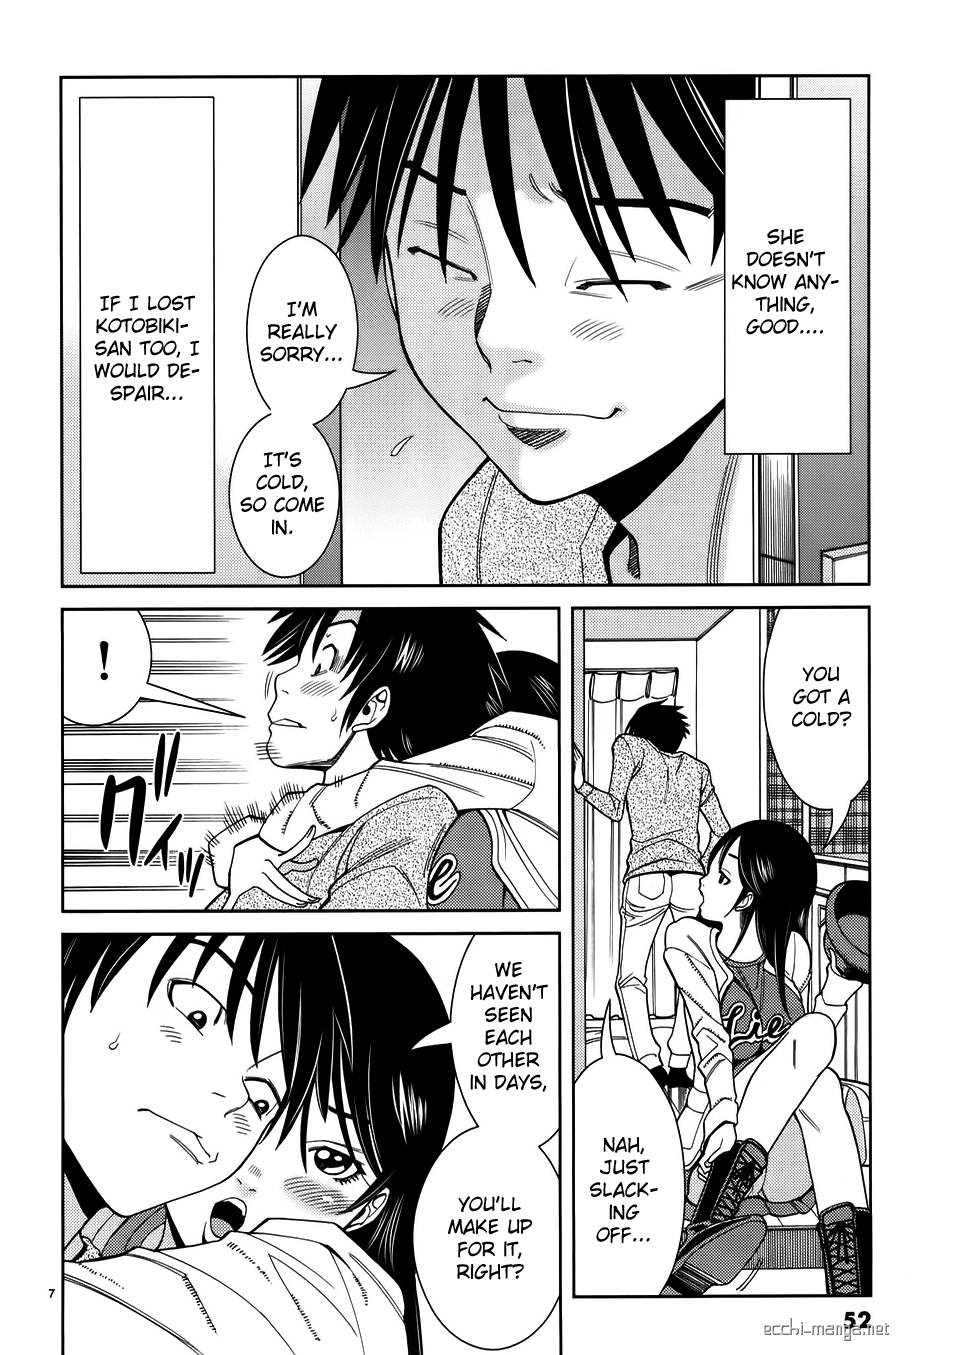 SHE
DOESN'T
KNOW ANY-
THING,
GOOD....
I'M
REALLY
SORRY...
IT'S
COLD,
SO COME
IN.
IF I LOST
KOTOBIKI-
SAN TOO, I
WOULD DE-
SPAIR...
YOU
GOT A
COLD?
NAH,
JUST
SLACK-
ING
OFF...
Lie
!
グイッ
e
WE
HAVEN'T
SEEN
EACH
OTHER
IN DAYS,
YOU'LL
MAKE UP
FOR IT,
RIGHT?
7
52
ecchi-manga.net